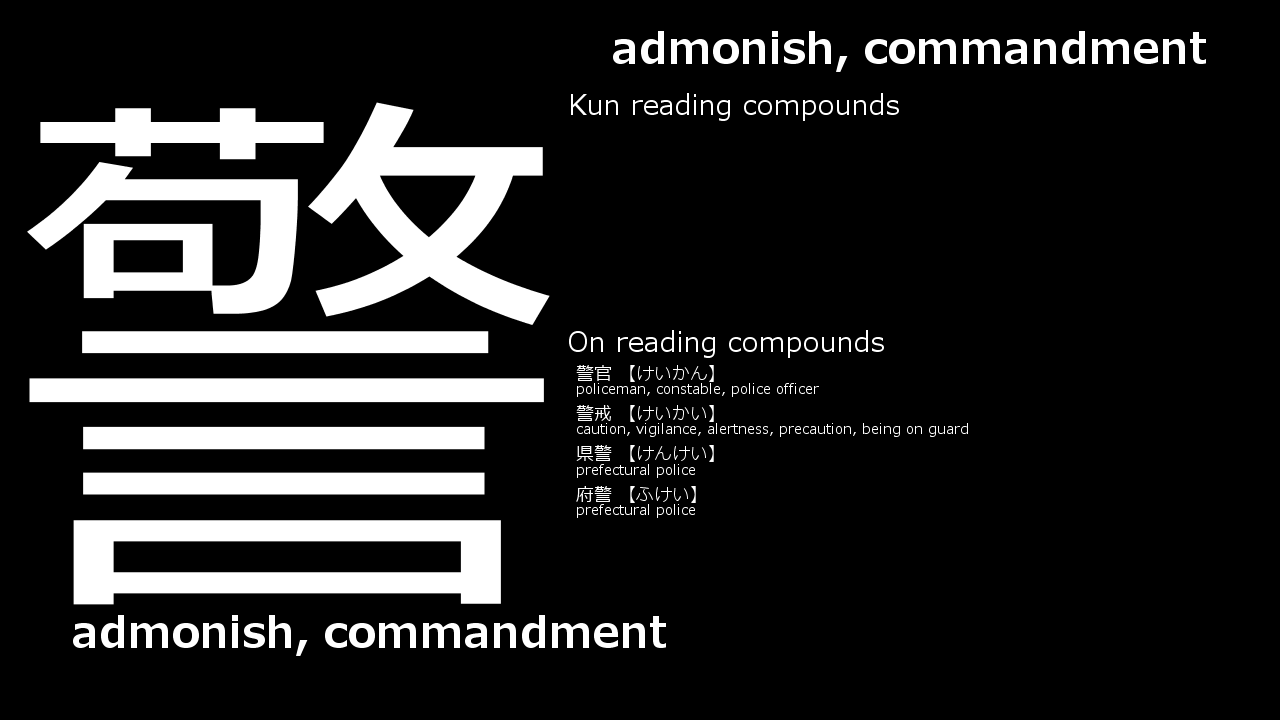 警
admonish, commandment
admonish, commandment
Kun reading compounds
On reading compounds
警官 【けいかん】
policeman, constable, police officer
警戒 【けいかい】
caution, vigilance, alertness, precaution, being on guard
県警 【けんけい】
prefectural police
府警 【ふけい】
prefectural police